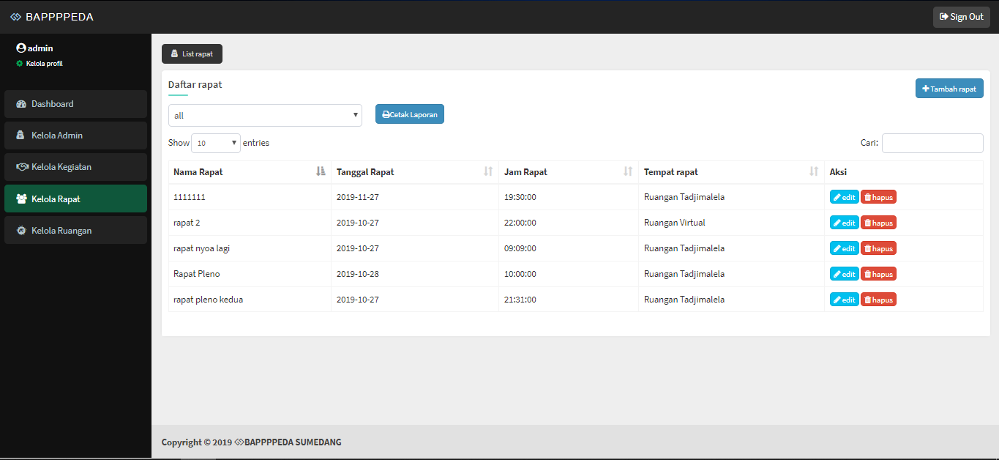 BAPPPPEDA Sign Out
admin
Kelola profil
Dashboard
Kelola Admin
Kelola Kegiatan
Kelola Rapat
Kelola Ruangan
List rapat
Daftar rapat Tambah rapat
all Cetak Laporan
Show 10 entries Cari:
Nama Rapat Tanggal Rapat Jam Rapat Tempat rapat Aksi
1111111 2019-11-27 19:30:00 Ruangan Tadjimalela edit hapus
rapat 2 2019-10-27 22:00:00 Ruangan Virtual edit hapus
rapat nyoa lagi 2019-10-27 09:09:00 Ruangan Tadjimalela edit hapus
Rapat Pleno 2019-10-28 10:00:00 Ruangan Tadjimalela edit hapus
rapat pleno kedua 2019-10-27 21:31:00 Ruangan Tadjimalela edit hapus
Copyright © 2019 BAPPPPEDA SUMEDANG